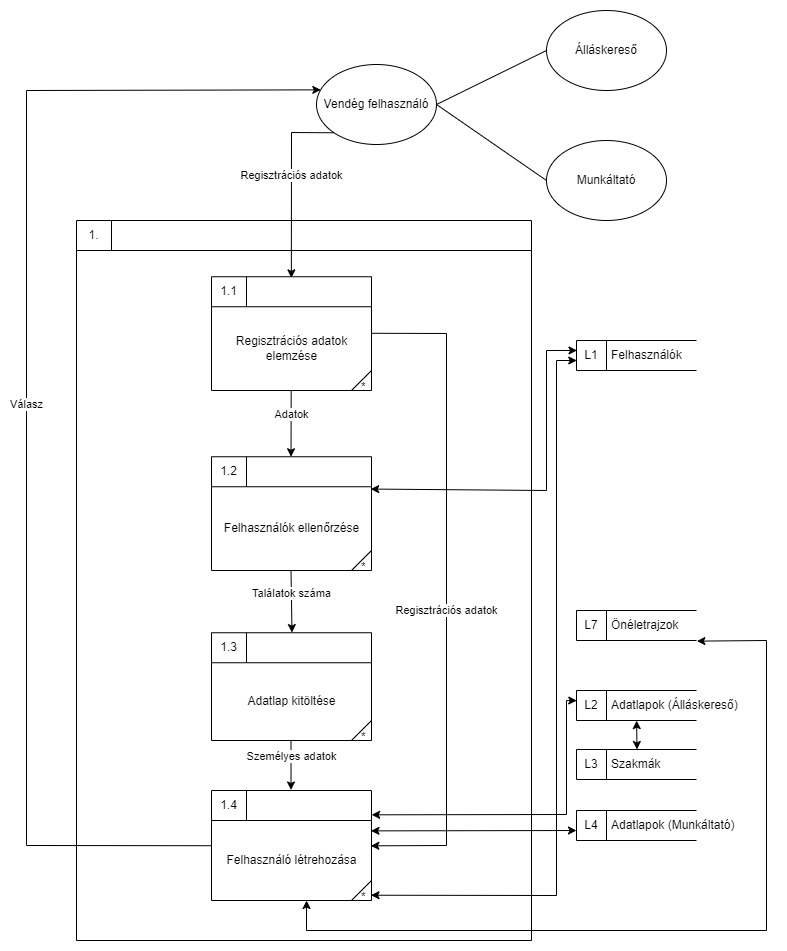 Álláskereső
Vendég felhasználó
Munkáltató
Regisztrációs adatok
1.
1.1
Regisztrációs adatok
elemzése
*
L1 Felhasználók
Válasz
Adatok
1.2
Felhasználók ellenőrzése
*
Találatok száma
Regisztrációs adatok
L7 Önéletrajzok
1.3
Adatlap kitöltése
*
L2 Adatlapok (Álláskereső)
Személyes adatok
L3 Szakmák
1.4
L4 Adatlapok (Munkáltató)
Felhasználó létrehozása
*